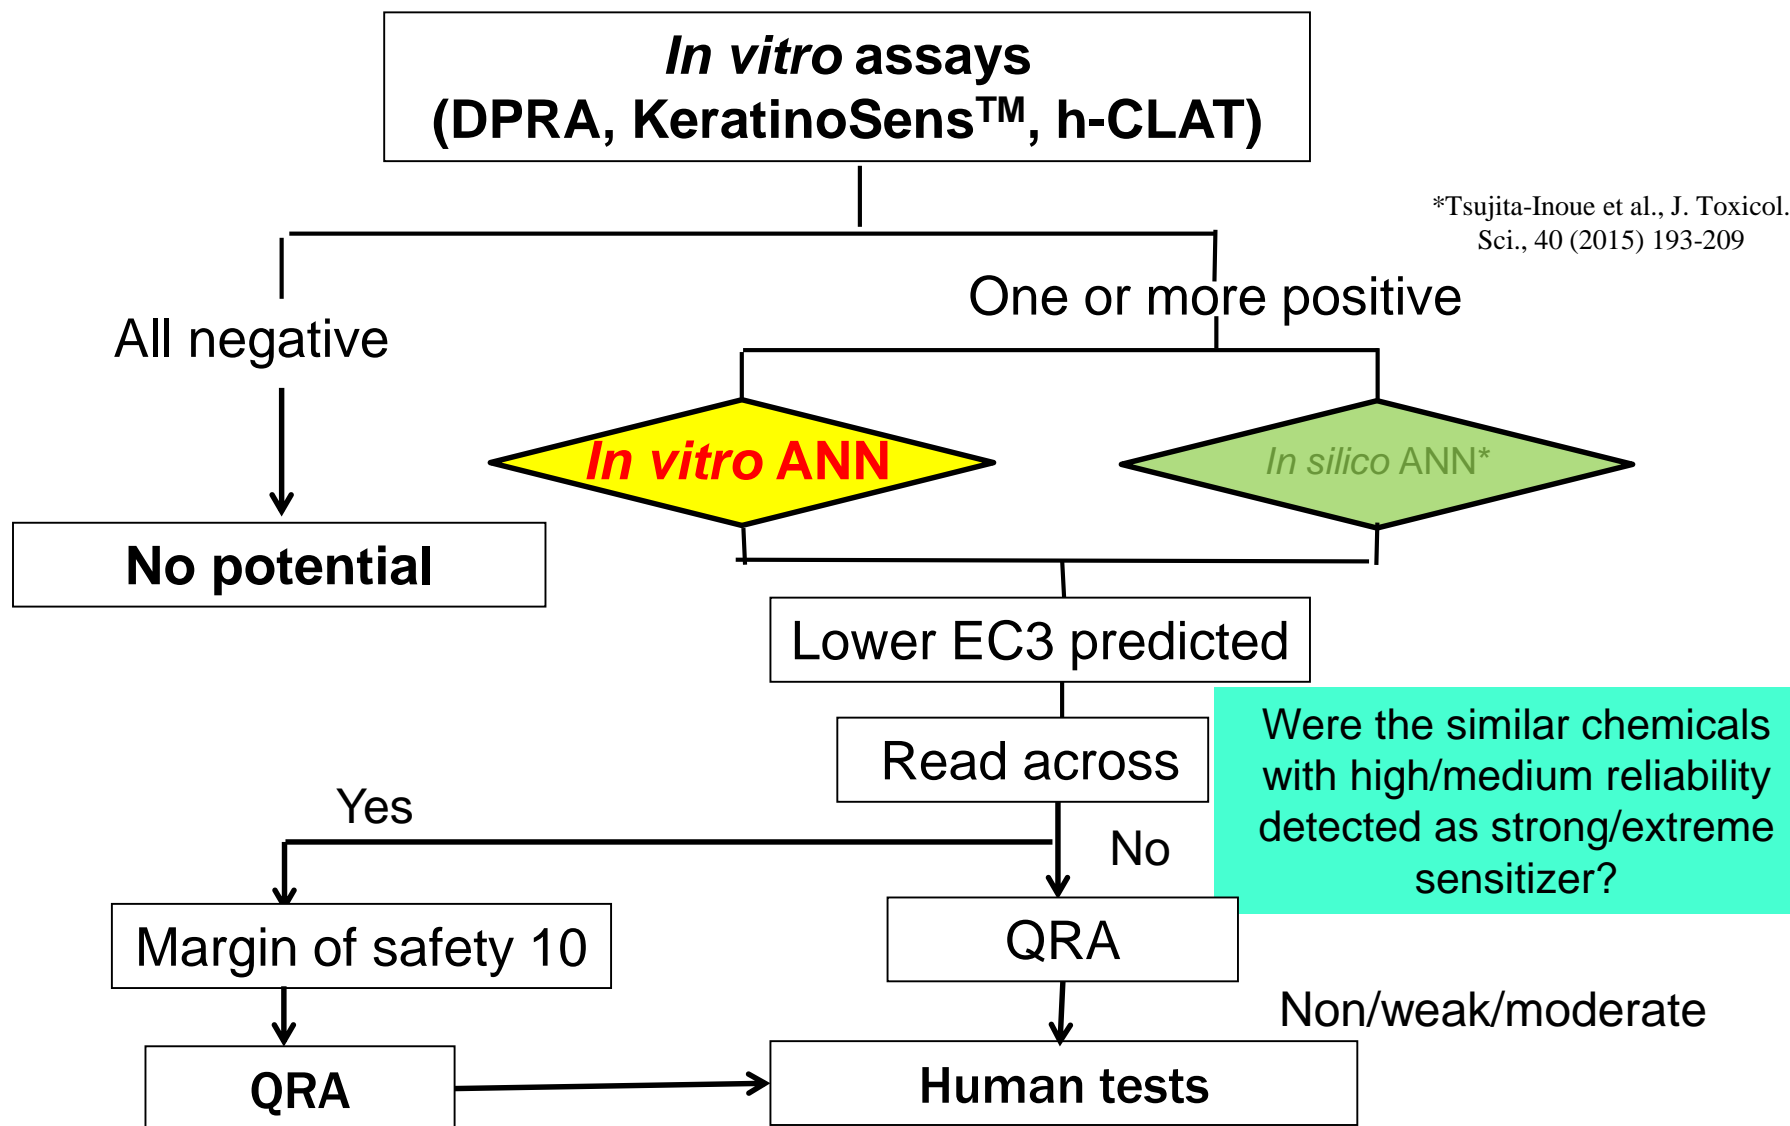 In vitro assays
(DPRA, KeratinoSens™, h-CLAT)
*Tsujita-Inoue et al., J. Toxicol.
Sci., 40 (2015) 193-209
One or more positive
All negative
In vitro ANN
In silico ANN*
No potential
Lower EC3 predicted
Read across
Were the similar chemicals
with high/medium reliability
detected as strong/extreme
sensitizer?
Yes
No
Margin of safety 10
QRA
Non/weak/moderate
QRA
Human tests